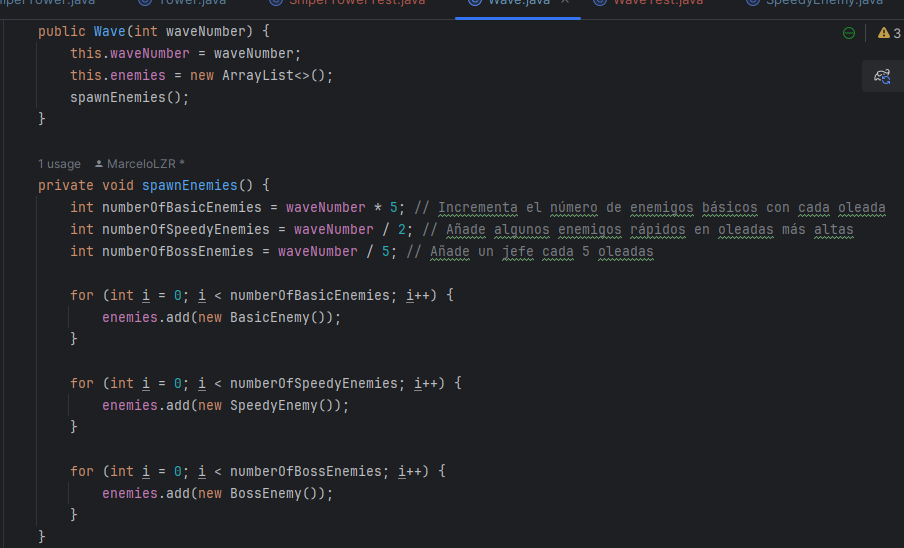 Tower.java SniperTowerTest.java Wave.java WaveTest.java SpeedyEnemy.java
public Wave(int waveNumber) {
3
this.waveNumber = waveNumber;
this.enemies = new ArrayList<>();
spawnEnemies();
}
1 usage MarceloLZR *
private void spawnEnemies() {
int numberOfBasicEnemies = waveNumber * 5; // Incrementa el número de enemigos básicos con cada oleada
int numberOfSpeedyEnemies = waveNumber / 2; // Añade algunos enemigos rápidos en oleadas más altas
int numberOfBossEnemies = waveNumber / 5; // Añade un jefe cada 5 oleadas
for (int i = 0; i < numberOfBasicEnemies; i++) {
enemies.add(new BasicEnemy());
}
for (int i = 0; i < numberOfSpeedyEnemies; i++) {
enemies.add(new SpeedyEnemy());
}
for (int i = 0; i < numberOfBossEnemies; i++) {
enemies.add(new BossEnemy());
}
}